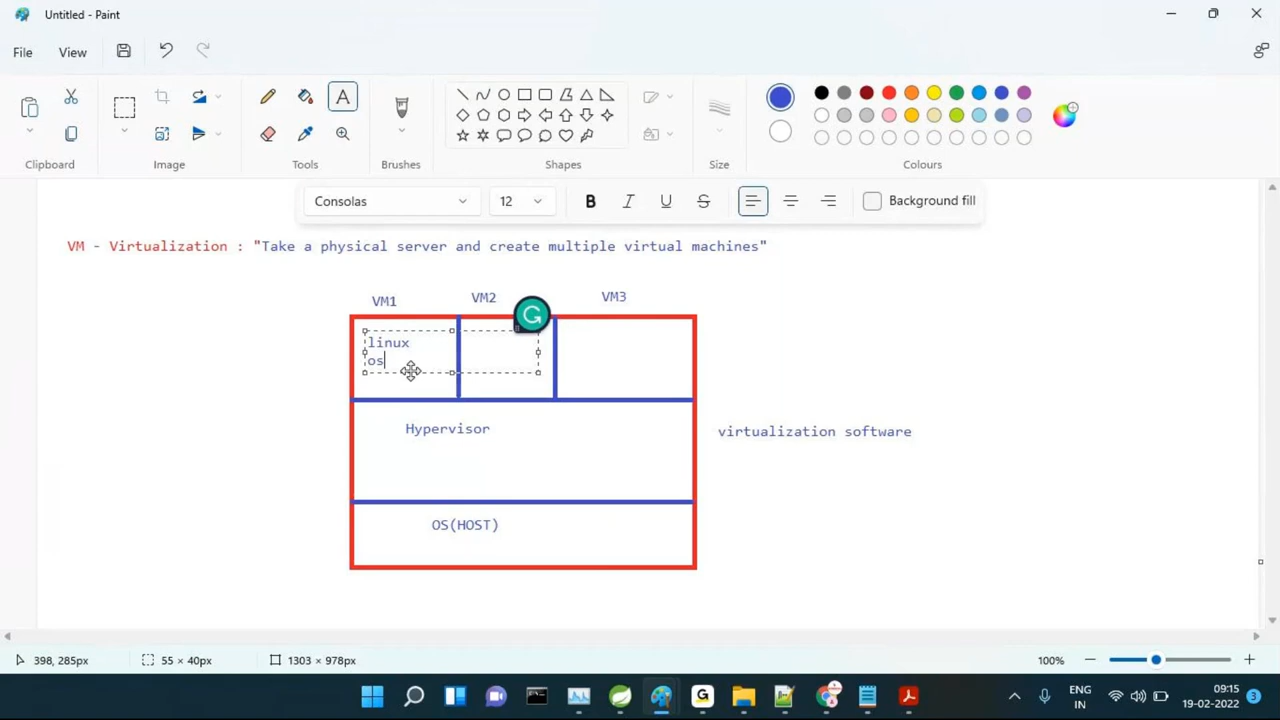 Untitled - Paint
File
View
Clipboard
Image
Tools
Brushes
Shapes
Size
Colours
Consolas
12
B
I
U
S
Background fill
VM - Virtualization : "Take a physical server and create multiple virtual machines"
VM1
VM2
VM3
linux
os
Hypervisor
virtualization software
OS(HOST)
398, 285px
55 × 40px
1303 × 978px
100%
ENG
IN
09:15
19-02-2022
3